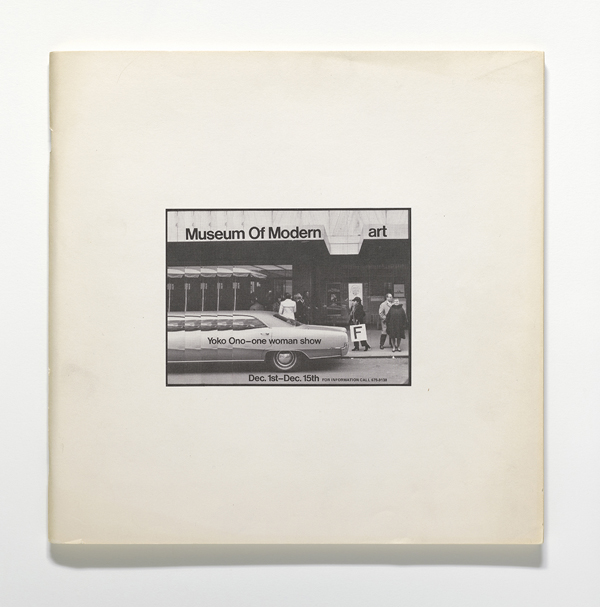 Museum Of Modern art
F
Yoko Ono—one woman show
Dec. 1st—Dec. 15th FOR INFORMATION CALL